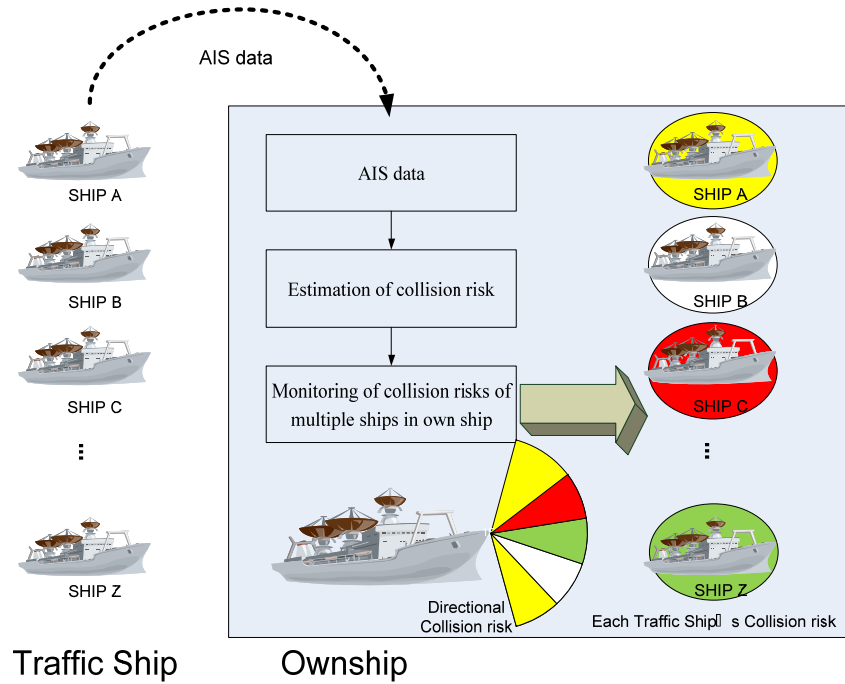 AIS data
SHIP A
SHIP B
SHIP C
...
SHIP Z
Traffic Ship
AIS data
Estimation of collision risk
Monitoring of collision risks of
multiple ships in own ship
Directional
Collision risk
Ownship
SHIP A
SHIP B
SHIP C
...
SHIP Z
Each Traffic Ship▯ s Collision risk